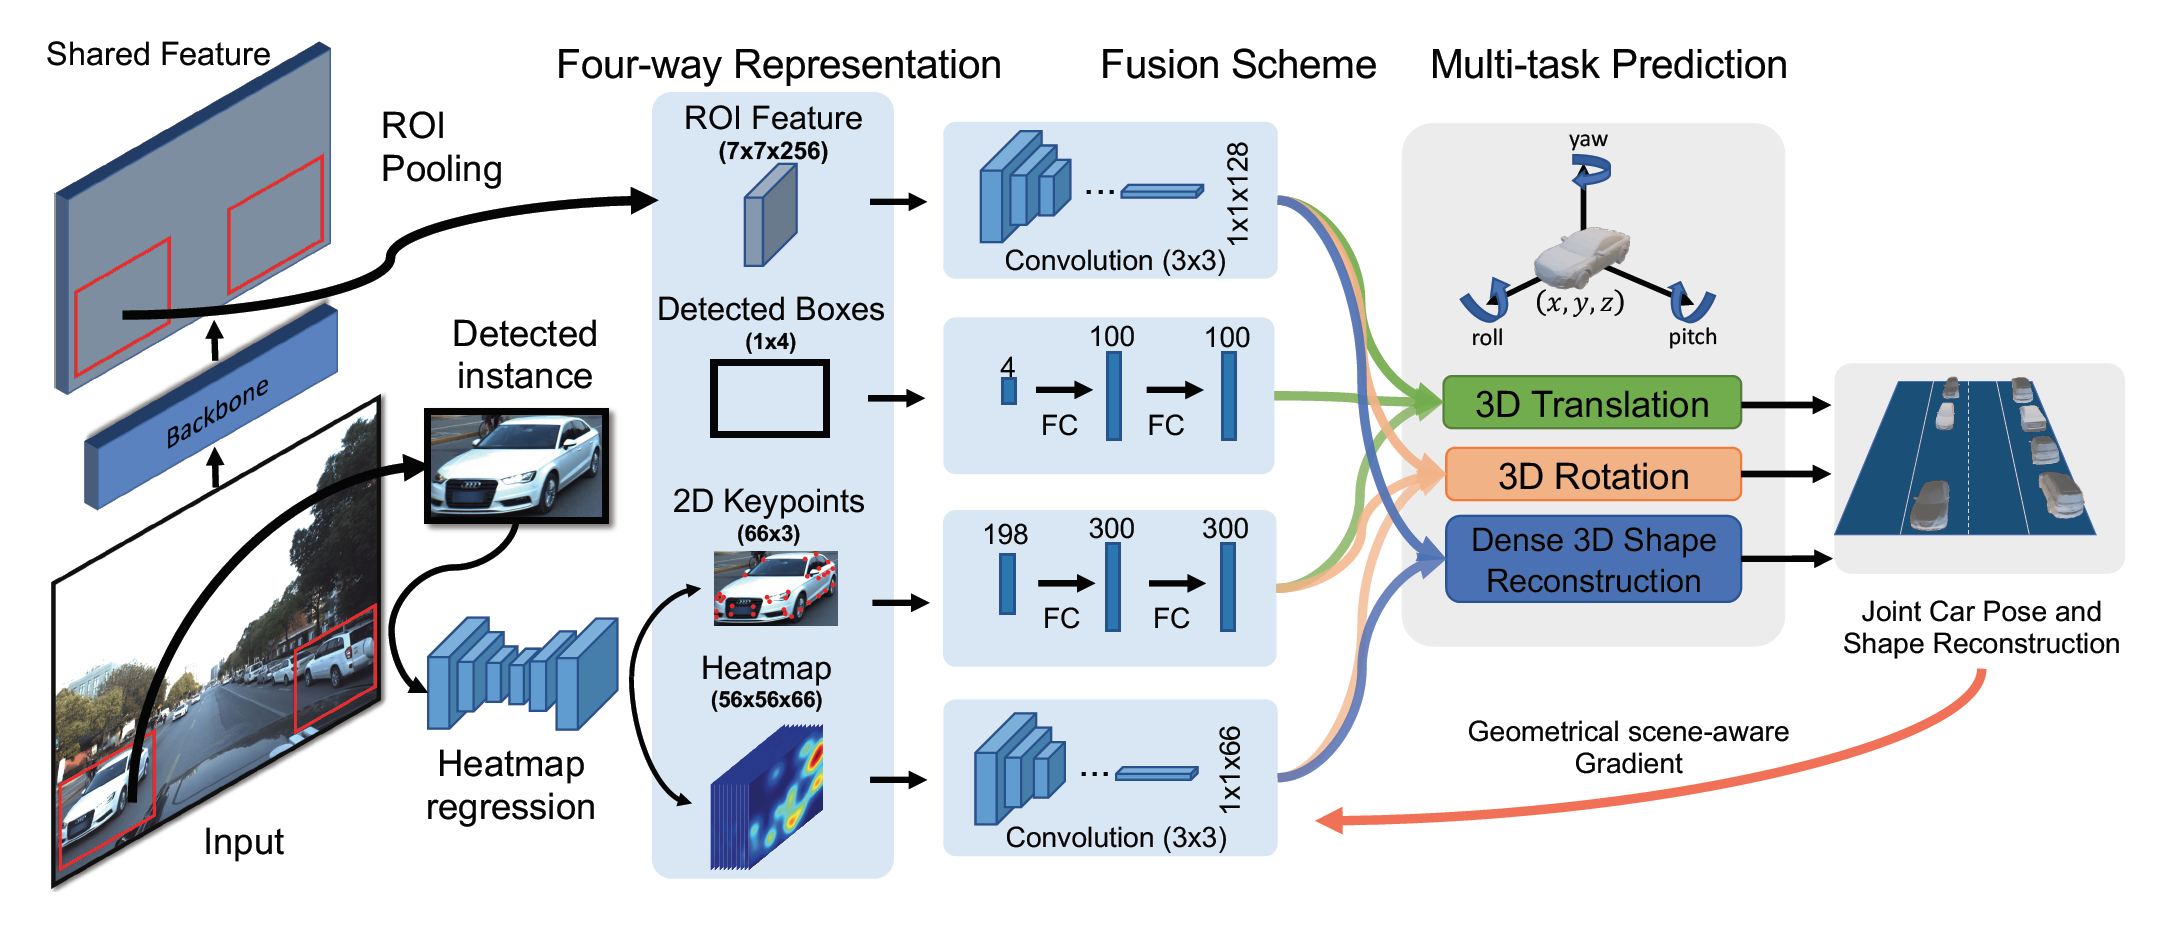 Shared Feature
ROI
Pooling
Backbone
Detected
instance
Input
Heatmap
regression
Four-way Representation
ROI Feature
(7x7x256)
Detected Boxes
(1x4)
2D Keypoints
(66x3)
Heatmap
(56x56x66)
Fusion Scheme
1x1x128
Convolution (3x3)
4
100
100
FC
FC
198
300
300
FC
FC
1x1x66
Convolution (3x3)
Multi-task Prediction
yaw
(x, y, z)
roll
pitch
3D Translation
3D Rotation
Dense 3D Shape
Reconstruction
Joint Car Pose and
Shape Reconstruction
Geometrical scene-aware
Gradient